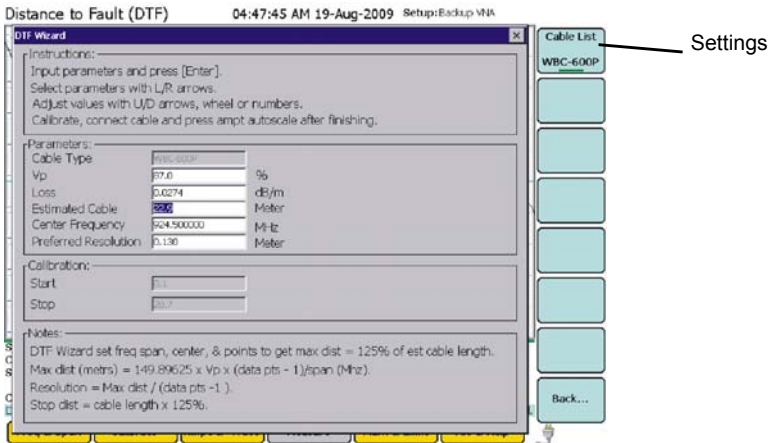 Distance to Fault (DTF) 04:47:45 AM 19-Aug-2009 Setup:Backup VNA
DTF Wizard
Cable List
WBC-600P
Settings
Instructions:
Input parameters and press [Enter].
Select parameters with L/R arrows.
Adjust values with U/D arrows, wheel or numbers.
Calibrate, connect cable and press ampt autoscale after finishing.
Parameters:
Cable Type WBC-600P
Vp 87.0 %
Loss 0.0274 dB/m
Estimated Cable 22.9 Meter
Center Frequency 924.500000 MHz
Preferred Resolution 0.130 Meter
Calibration:
Start 0.1
Stop
Notes:
DTF Wizard set freq span, center, & points to get max dist = 125% of est cable length.
Max dist (metrs) = 149.89625 x Vp x (data pts - 1)/span (Mhz).
Resolution = Max dist / (data pts -1 ).
Stop dist = cable length x 125%.
Back...